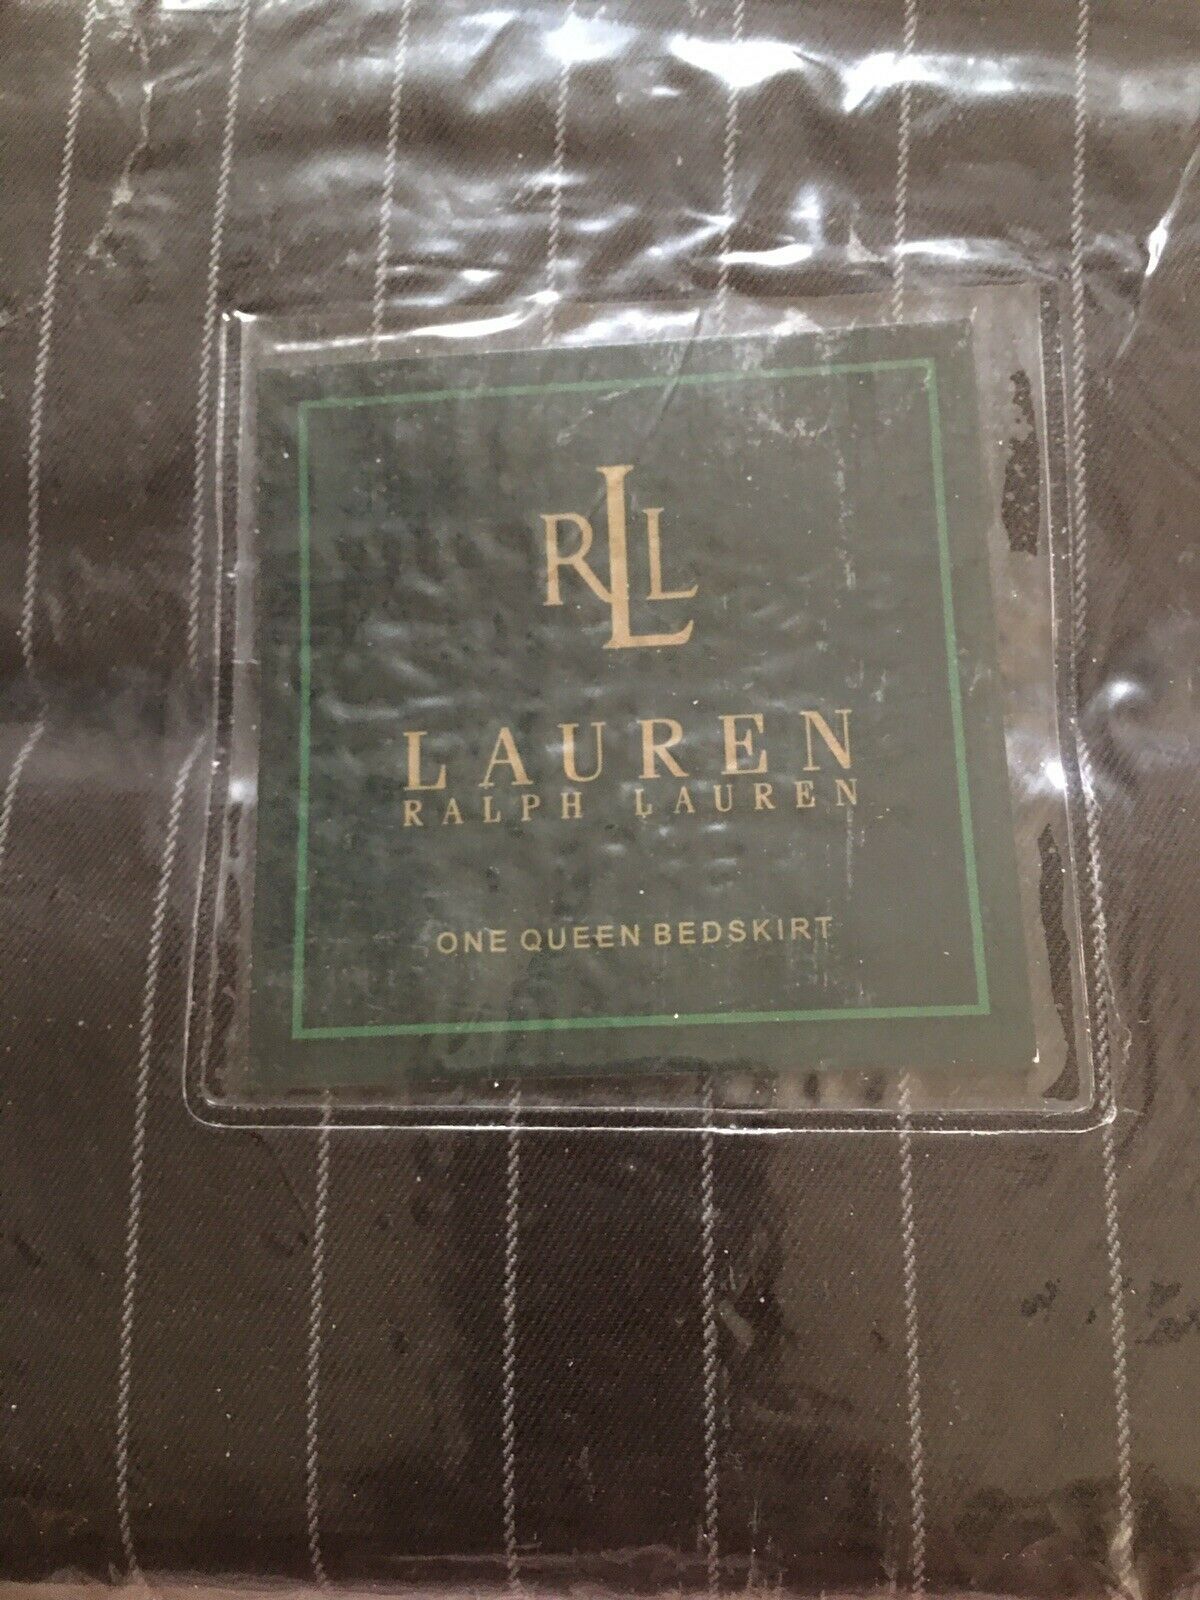 RLL
LAUREN
RALPH LAUREN
ONE QUEEN BEDSKIRT